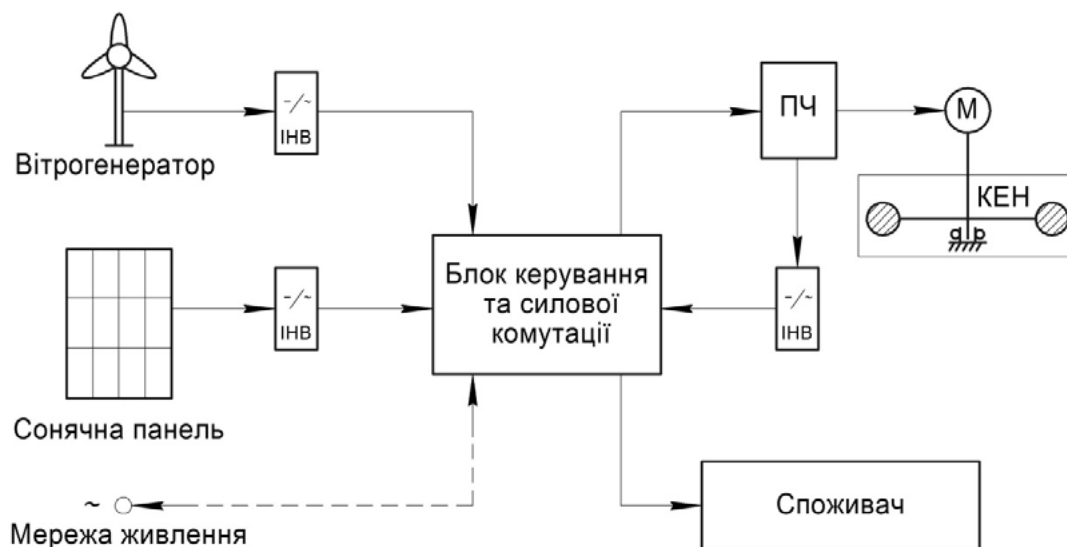 -/~
ІНВ
Вітрогенератор
ПЧ
М
КЕН
-/~
ІНВ
Блок керування
та силової
комутації
-/~
ІНВ
Сонячна панель
~
Мережа живлення
Споживач